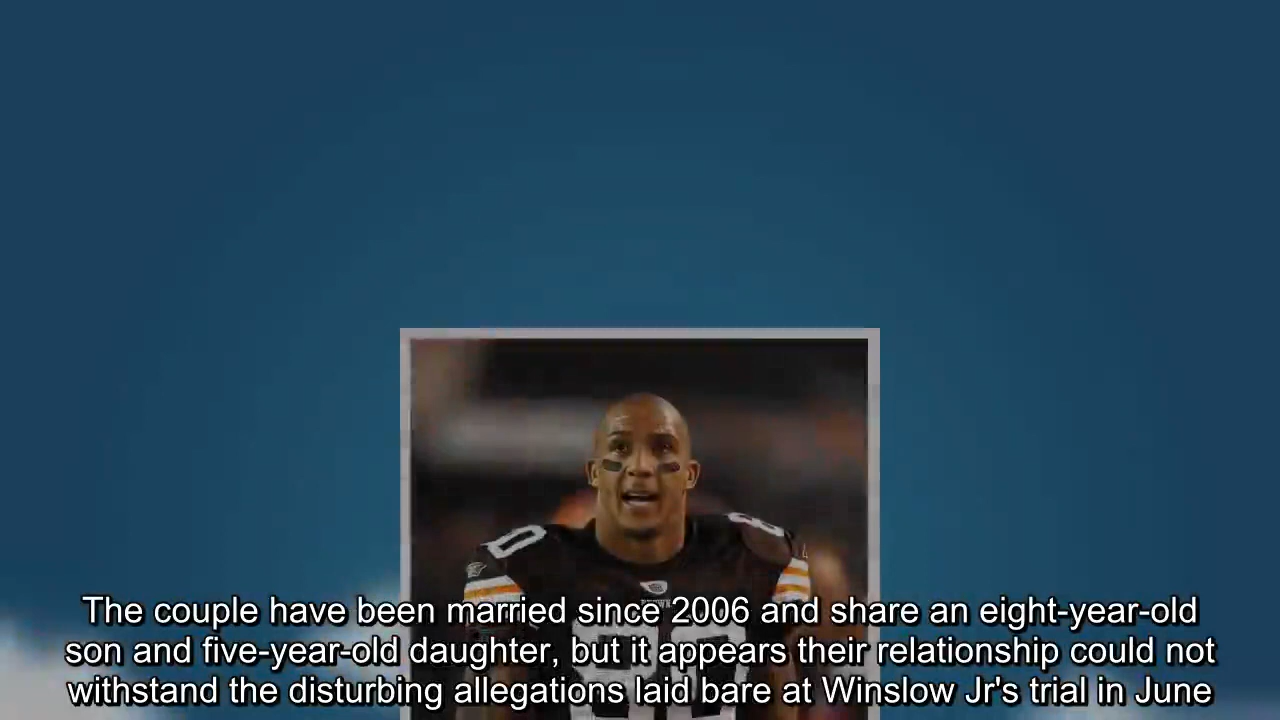 80
The couple have been married since 2006 and share an eight-year-old
son and five-year-old daughter, but it appears their relationship could not
withstand the disturbing allegations laid bare at Winslow Jr's trial in June